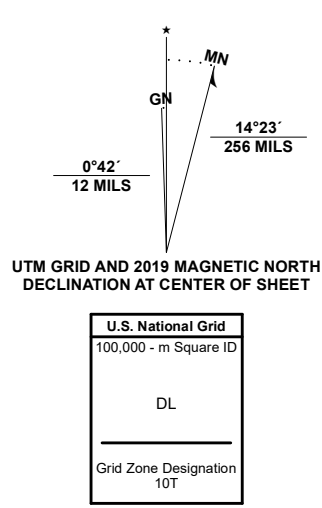 ★
MN
GN
14°23´
256 MILS
0°42´
12 MILS
UTM GRID AND 2019 MAGNETIC NORTH
DECLINATION AT CENTER OF SHEET
U.S. National Grid
100,000 - m Square ID
DL
Grid Zone Designation
10T